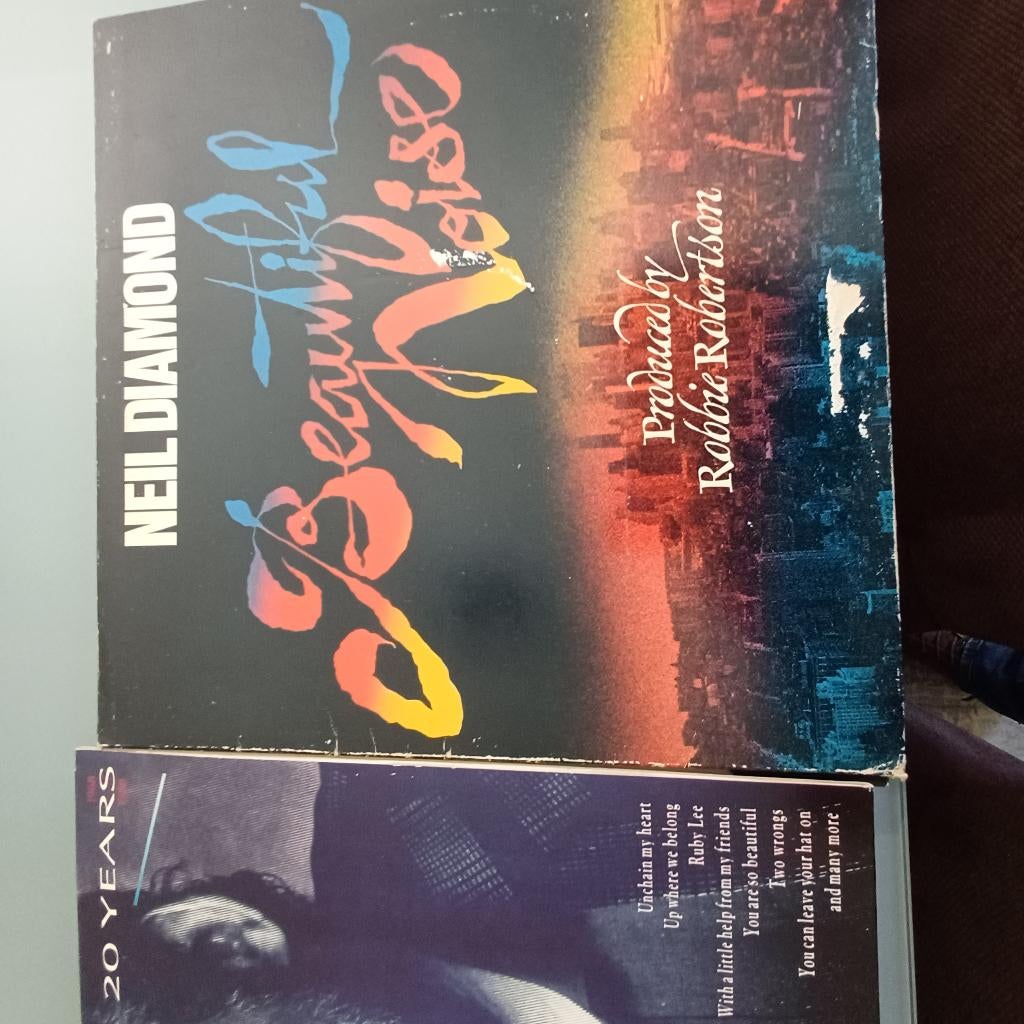 NEIL DIAMOND
Beautiful
Noise
Produced by
Robbie Robertson
20 YEARS
Unchain my heart
Up where we belong
Ruby Lee
With a little help from my friends
You are so beautiful
Two wrongs
You can leave your hat on
and many more